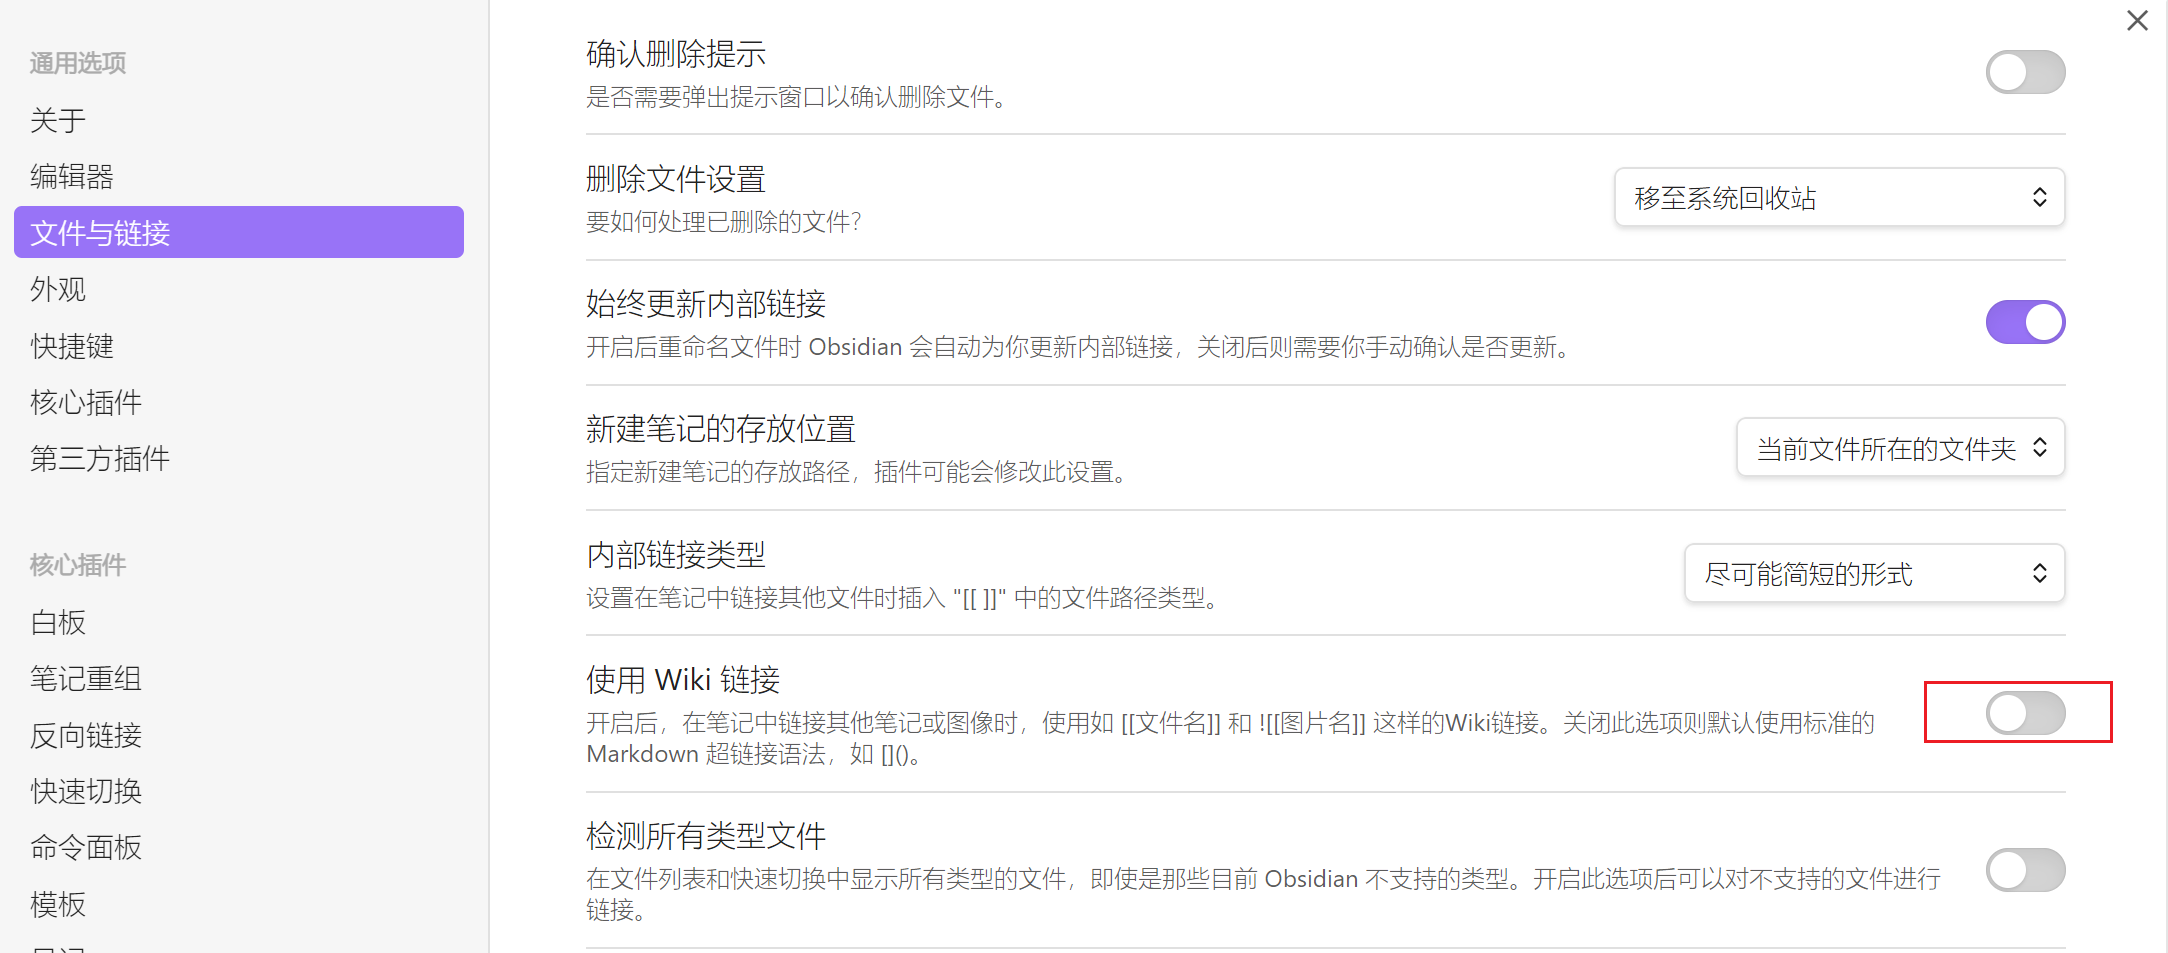 通用选项
关于
编辑器
文件与链接
外观
快捷键
核心插件
第三方插件
核心插件
白板
笔记重组
反向链接
快速切换
命令面板
模板
确认删除提示
是否需要弹出提示窗口以确认删除文件。
删除文件设置
要如何处理已删除的文件？
移至系统回收站
始终更新内部链接
开启后重命名文件时 Obsidian 会自动为你更新内部链接，关闭后则需要你手动确认是否更新。
新建笔记的存放位置
指定新建笔记的存放路径，插件可能会修改此设置。
当前文件所在的文件夹
内部链接类型
设置在笔记中链接其他文件时插入 "[[ ]]" 中的文件路径类型。
尽可能简短的形式
使用 Wiki 链接
开启后，在笔记中链接其他笔记或图像时，使用如 [[文件名]] 和 ![[图片名]] 这样的Wiki链接。关闭此选项则默认使用标准的
Markdown 超链接语法，如 []()。
检测所有类型文件
在文件列表和快速切换中显示所有类型的文件，即使是那些目前 Obsidian 不支持的类型。开启此选项后可以对不支持的文件进行
链接。